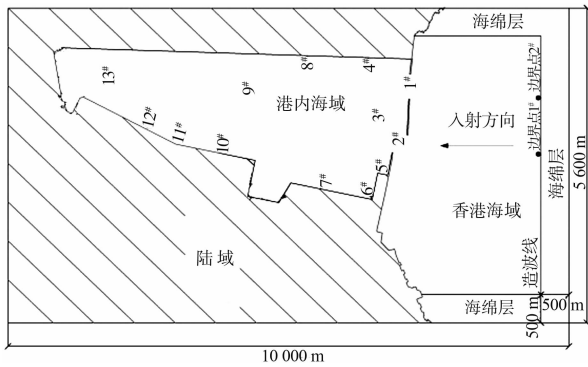 海绵层
边界点2#
13#
8#
4#
1#
9#
港内海域
3#
入射方向
12#
11#
10#
2#
边界点1#
海绵层
5 600 m
7#
5#
6#
香港海域
陆域
造波线
海绵层
500 m
500 m
10 000 m